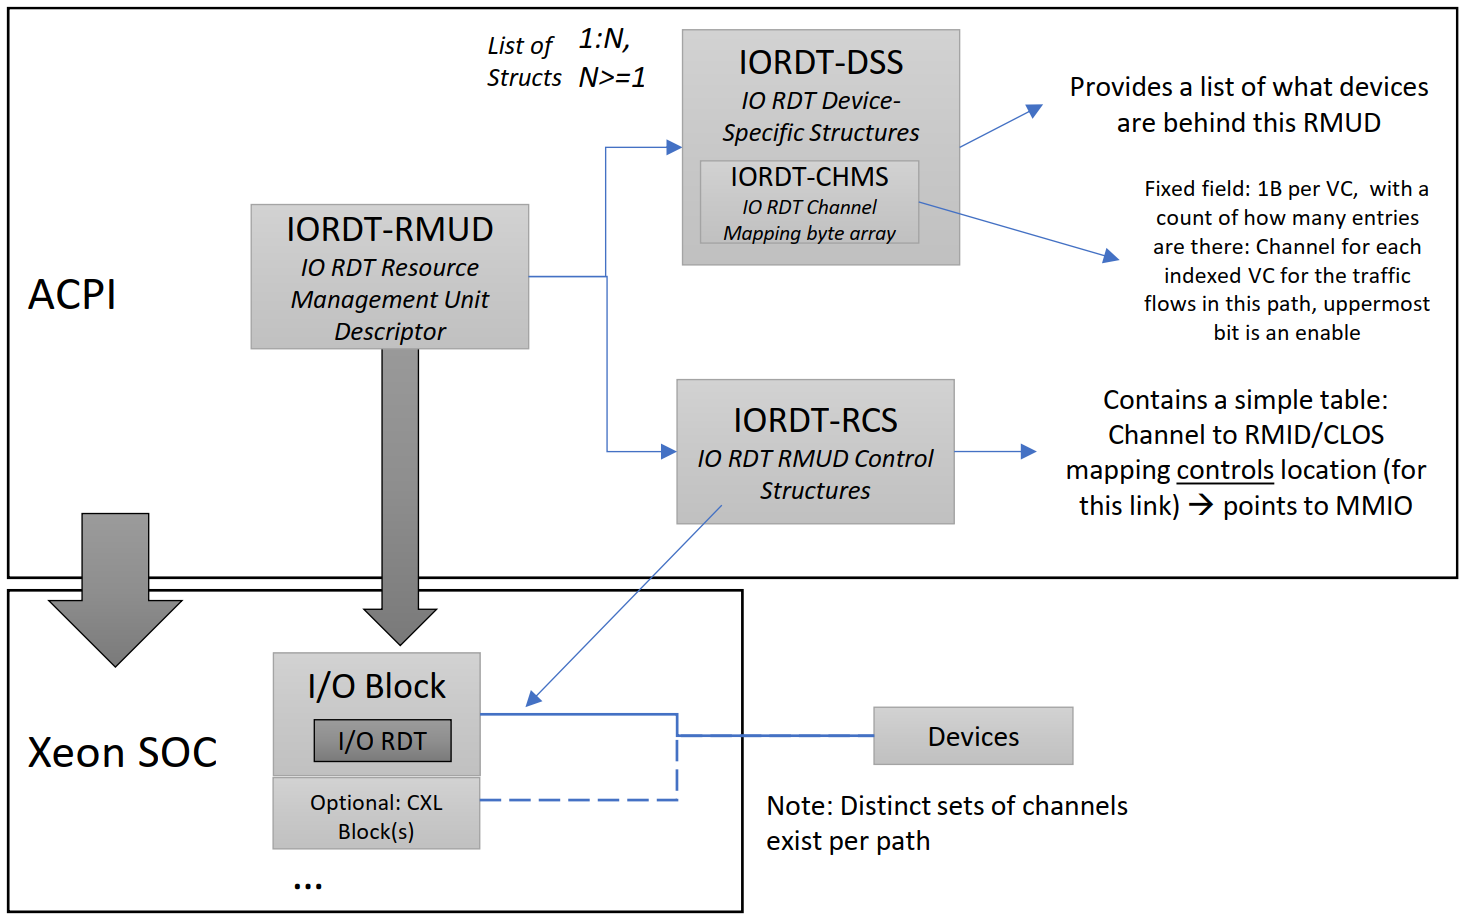 List of
Structs
1:N,
N>=1
IORDT-DSS
IO RDT Device-
Specific Structures
IORDT-CHMS
IO RDT Channel
Mapping byte array
Provides a list of what devices
are behind this RMUD
Fixed field: 1B per VC,  with a
count of how many entries
are there: Channel for each
indexed VC for the traffic
flows in this path, uppermost
bit is an enable
IORDT-RMUD
IO RDT Resource
Management Unit
Descriptor
ACPI
IORDT-RCS
IO RDT RMUD Control
Structures
Contains a simple table:
Channel to RMID/CLOS
mapping controls location (for
this link) → points to MMIO
I/O Block
I/O RDT
Xeon SOC
Optional: CXL
Block(s)
...
Devices
Note: Distinct sets of channels
exist per path